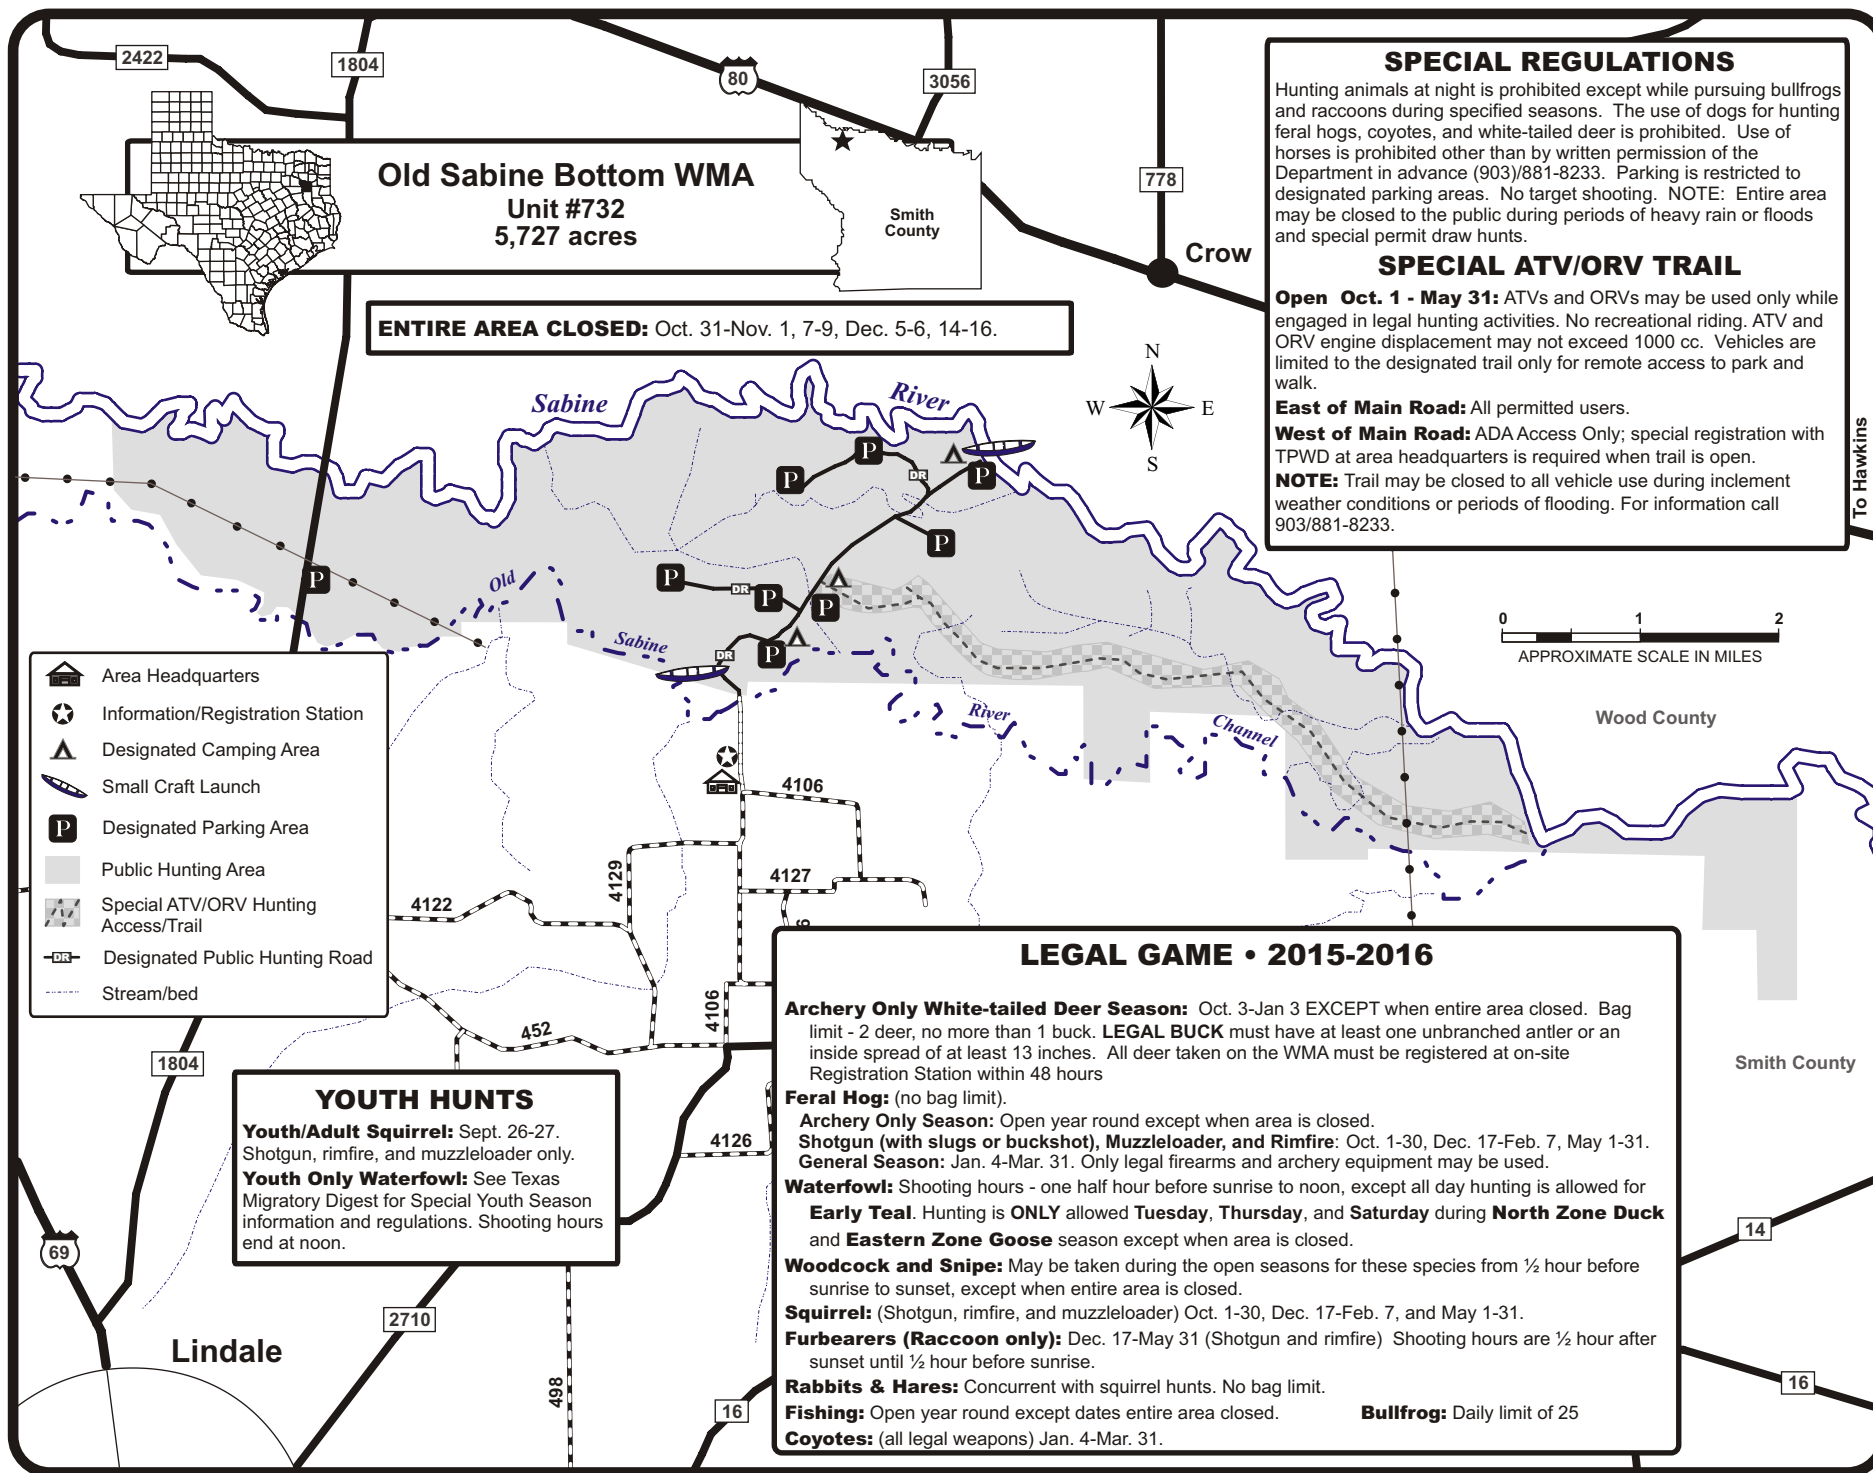 2422
1804
80
3056
778
Old Sabine Bottom WMA
Unit #732
5,727 acres
Smith
County
Crow
ENTIRE AREA CLOSED: Oct. 31-Nov. 1, 7-9, Dec. 5-6, 14-16.
SPECIAL REGULATIONS
Hunting animals at night is prohibited except while pursuing bullfrogs
and raccoons during specified seasons. The use of dogs for hunting
feral hogs, coyotes, and white-tailed deer is prohibited. Use of
horses is prohibited other than by written permission of the
Department in advance (903)/881-8233. Parking is restricted to
designated parking areas. No target shooting. NOTE: Entire area
may be closed to the public during periods of heavy rain or floods
and special permit draw hunts.
SPECIAL ATV/ORV TRAIL
Open Oct. 1 - May 31: ATVs and ORVs may be used only while
engaged in legal hunting activities. No recreational riding. ATV and
ORV engine displacement may not exceed 1000 cc. Vehicles are
limited to the designated trail only for remote access to park and
walk.
East of Main Road: All permitted users.
West of Main Road: ADA Access Only; special registration with
TPWD at area headquarters is required when trail is open.
NOTE: Trail may be closed to all vehicle use during inclement
weather conditions or periods of flooding. For information call
903/881-8233.
To Hawkins
N
W E
S
Sabine River
P
P
DR
P
P
P
P
DR
P
P
DR
P
Old
Sabine
River
Channel
0 1 2
APPROXIMATE SCALE IN MILES
Wood County
Smith County
Area Headquarters
Information/Registration Station
Designated Camping Area
Small Craft Launch
P Designated Parking Area
Public Hunting Area
Special ATV/ORV Hunting
Access/Trail
DR Designated Public Hunting Road
Stream/bed
4106
4129
4127
4122
6
4106
452
1804
4126
YOUTH HUNTS
Youth/Adult Squirrel: Sept. 26-27.
Shotgun, rimfire, and muzzleloader only.
Youth Only Waterfowl: See Texas
Migratory Digest for Special Youth Season
information and regulations. Shooting hours
end at noon.
69
2710
Lindale
498
16
14
16
LEGAL GAME • 2015-2016
Archery Only White-tailed Deer Season: Oct. 3-Jan 3 EXCEPT when entire area closed. Bag
limit - 2 deer, no more than 1 buck. LEGAL BUCK must have at least one unbranched antler or an
inside spread of at least 13 inches. All deer taken on the WMA must be registered at on-site
Registration Station within 48 hours
Feral Hog: (no bag limit).
Archery Only Season: Open year round except when area is closed.
Shotgun (with slugs or buckshot), Muzzleloader, and Rimfire: Oct. 1-30, Dec. 17-Feb. 7, May 1-31.
General Season: Jan. 4-Mar. 31. Only legal firearms and archery equipment may be used.
Waterfowl: Shooting hours - one half hour before sunrise to noon, except all day hunting is allowed for
Early Teal. Hunting is ONLY allowed Tuesday, Thursday, and Saturday during North Zone Duck
and Eastern Zone Goose season except when area is closed.
Woodcock and Snipe: May be taken during the open seasons for these species from ½ hour before
sunrise to sunset, except when entire area is closed.
Squirrel: (Shotgun, rimfire, and muzzleloader) Oct. 1-30, Dec. 17-Feb. 7, and May 1-31.
Furbearers (Raccoon only): Dec. 17-May 31 (Shotgun and rimfire) Shooting hours are ½ hour after
sunset until ½ hour before sunrise.
Rabbits & Hares: Concurrent with squirrel hunts. No bag limit.
Fishing: Open year round except dates entire area closed. Bullfrog: Daily limit of 25
Coyotes: (all legal weapons) Jan. 4-Mar. 31.